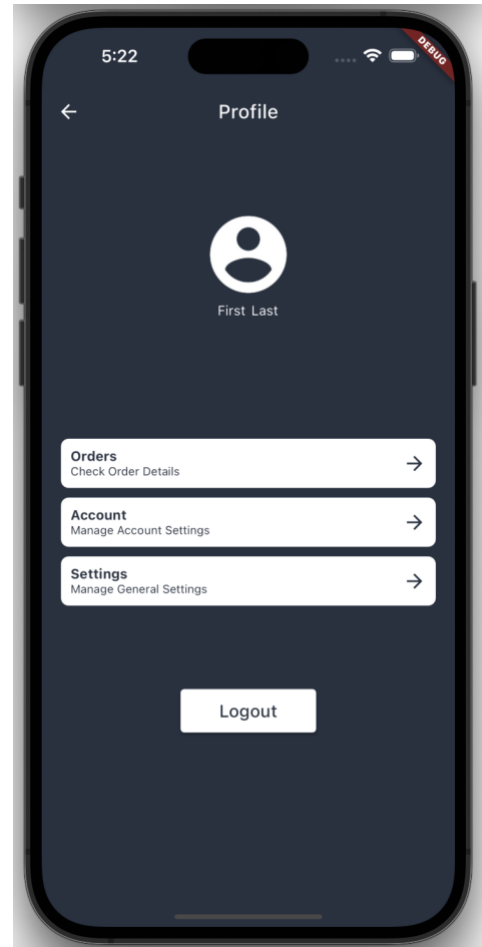 5:22
DEBUG
Profile
First Last
Orders
Check Order Details
Account
Manage Account Settings
Settings
Manage General Settings
Logout